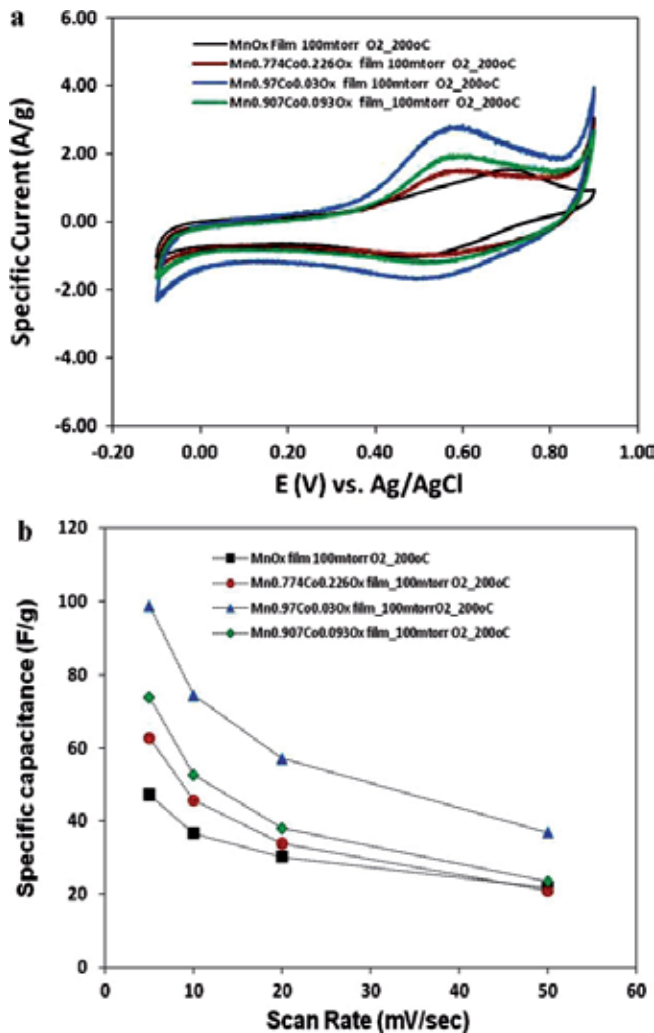 a
6.00
4.00
2.00
0.00
-2.00
-4.00
-6.00
Specific Current (A/g)
MnOx Film 100mtorr O2_200oC
Mn0.774Co0.226Ox film 100mtorr O2_200oC
Mn0.97Co0.03Ox film 100mtorr O2_200oC
Mn0.907Co0.093Ox film_100mtorr O2_200oC
-0.20 0.00 0.20 0.40 0.60 0.80 1.00
E (V) vs. Ag/AgCl
b
120
100
80
60
40
20
0
Specific capacitance (F/g)
MnOx film 100mtorr O2_200oC
Mn0.774Co0.226Ox film_100mtorr O2_200oC
Mn0.97Co0.03Ox film_100mtorrO2_200oC
Mn0.907Co0.093Ox film_100mtorr O2_200oC
0 10 20 30 40 50 60
Scan Rate (mV/sec)